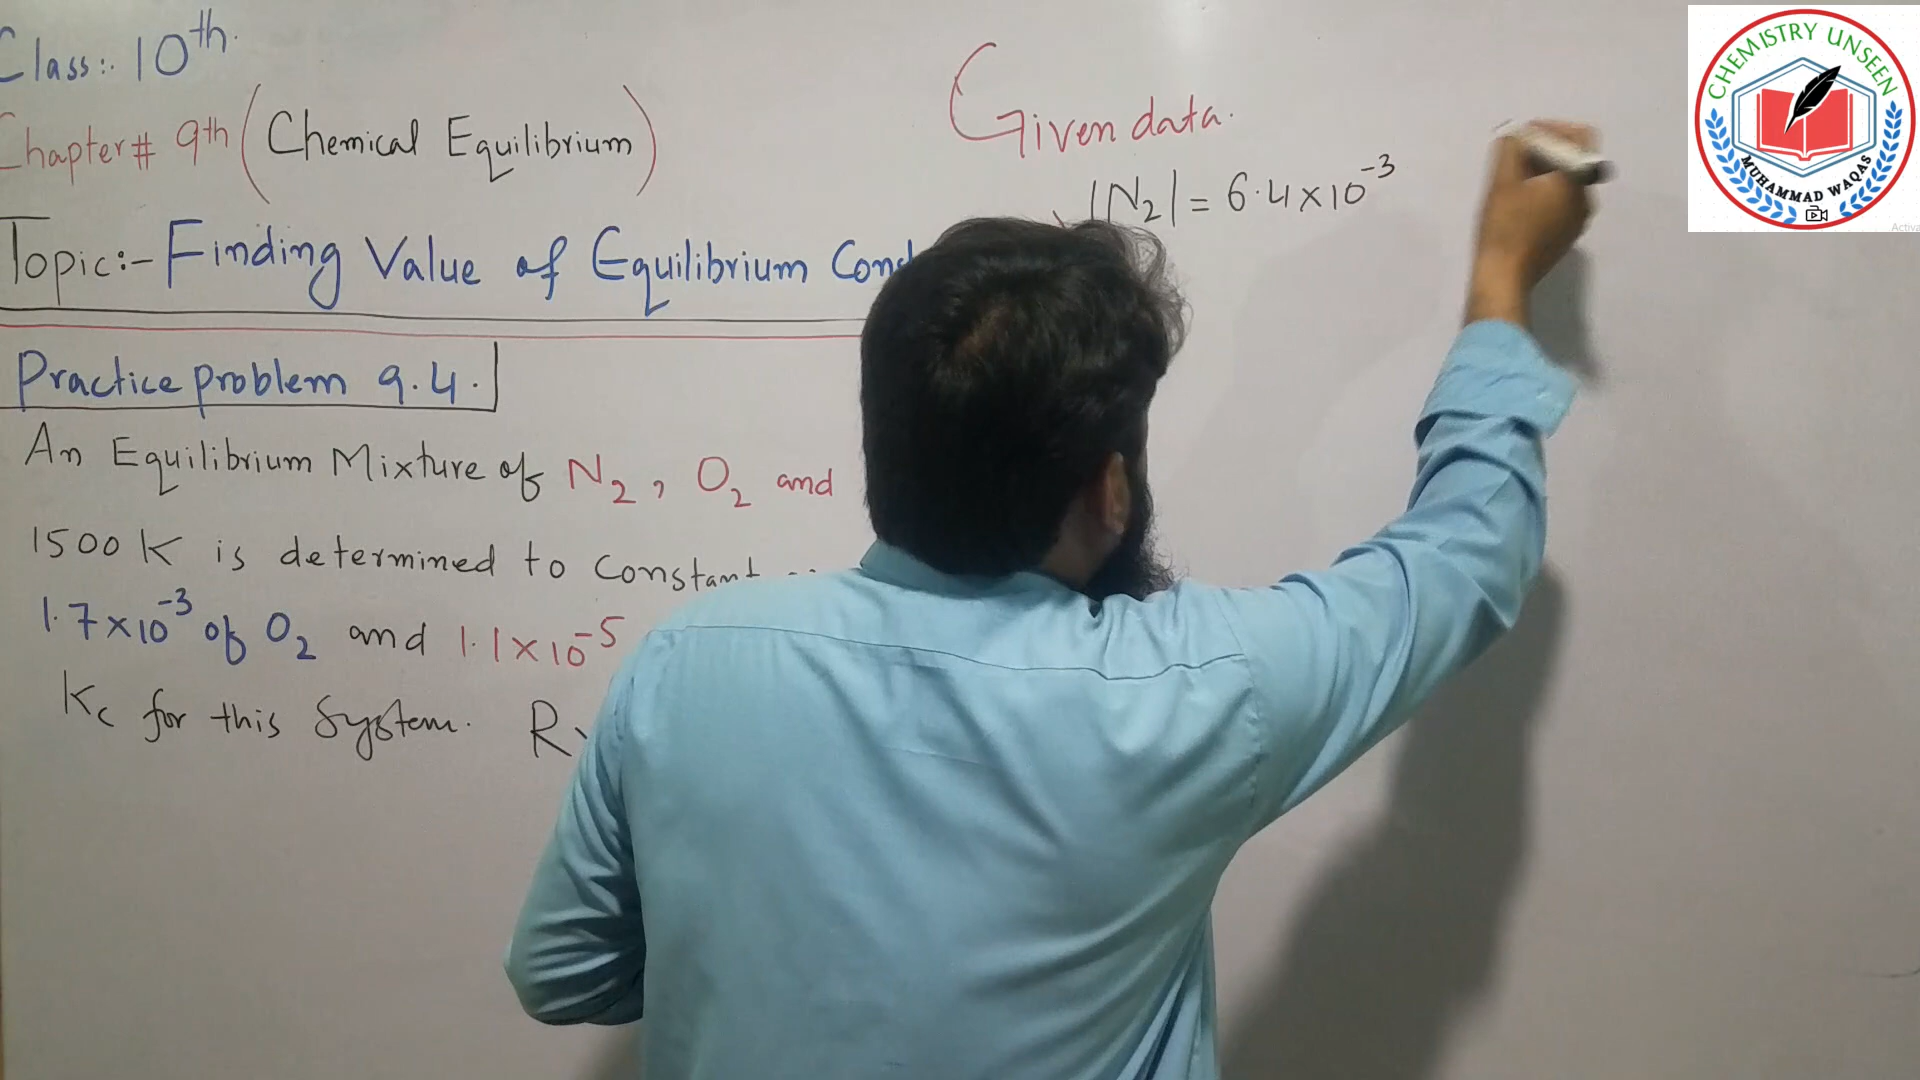 Class:. 10th.
Chapter# 9th (Chemical Equilibrium)
Topic:- Finding Value of Equilibrium
Practice problem 9.4.
An Equilibrium Mixture of N₂, O₂ and
1500 K is determined to Constant
1.7×10⁻³ of O₂ and 1.1×10⁻⁵
Kc for this System.
Given data.
|N₂| = 6.4×10⁻³
CHEMISTRY UNSEEN
MUHAMMAD WAQAS